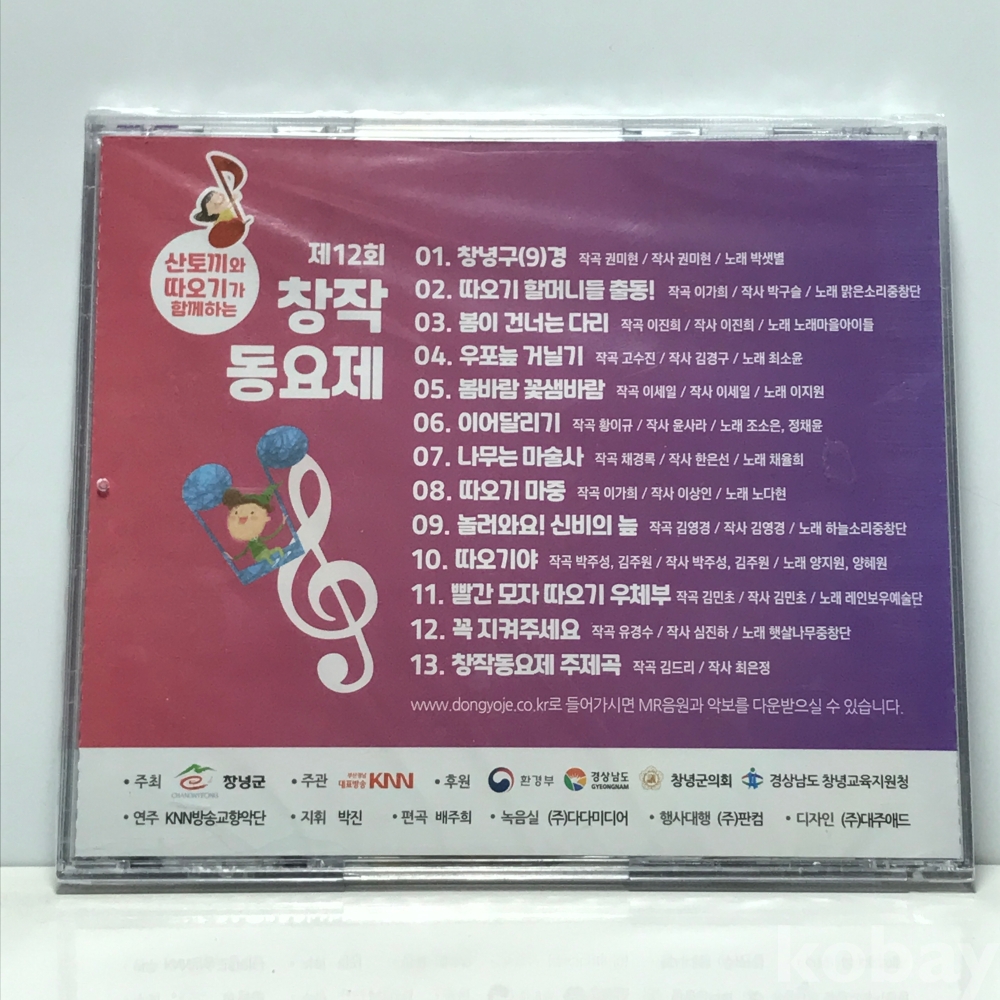 산토끼와
따오기가
함께하는
제12회
창작
동요제
01. 창녕구(9)경 작곡 권미현 / 작사 권미현 / 노래 박샛별
02. 따오기 할머니들 출동! 작곡 이가희 / 작사 박구슬 / 노래 맑은소리중창단
03. 봄이 건너는 다리 작곡 이진희 / 작사 이진희 / 노래 노래마을아이들
04. 우포늪 거닐기 작곡 고수진 / 작사 김경구 / 노래 최소윤
05. 봄바람 꽃샘바람 작곡 이세일 / 작사 이세일 / 노래 이지원
06. 이어달리기 작곡 황이규 / 작사 윤사라 / 노래 조소은, 정채윤
07. 나무는 마술사 작곡 채경록 / 작사 한은선 / 노래 채율희
08. 따오기 마중 작곡 이가희 / 작사 이상인 / 노래 노다현
09. 놀러와요! 신비의 늪 작곡 김영경 / 작사 김영경 / 노래 하늘소리중창단
10. 따오기야 작곡 박주성, 김주원 / 작사 박주성, 김주원 / 노래 양지원, 양혜원
11. 빨간 모자 따오기 우체부 작곡 김민초 / 작사 김민초 / 노래 레인보우예술단
12. 꼭 지켜주세요 작곡 유경수 / 작사 심진하 / 노래 햇살나무중창단
13. 창작동요제 주제곡 작곡 김드리 / 작사 최은정
www.dongyoje.co.kr로 들어가시면 MR음원과 악보를 다운받으실 수 있습니다.
• 주최 CHANGNYEONG 창녕군 • 주관 부산경남 대표방송 KNN • 후원 환경부 경상남도 GYEONGNAM 창녕군의회 경상남도 창녕교육지원청
• 연주 KNN방송교향악단 • 지휘 박진 • 편곡 배주희 • 녹음실 (주)다다미디어 • 행사대행 (주)판컴 • 디자인 (주)대주애드
kobay